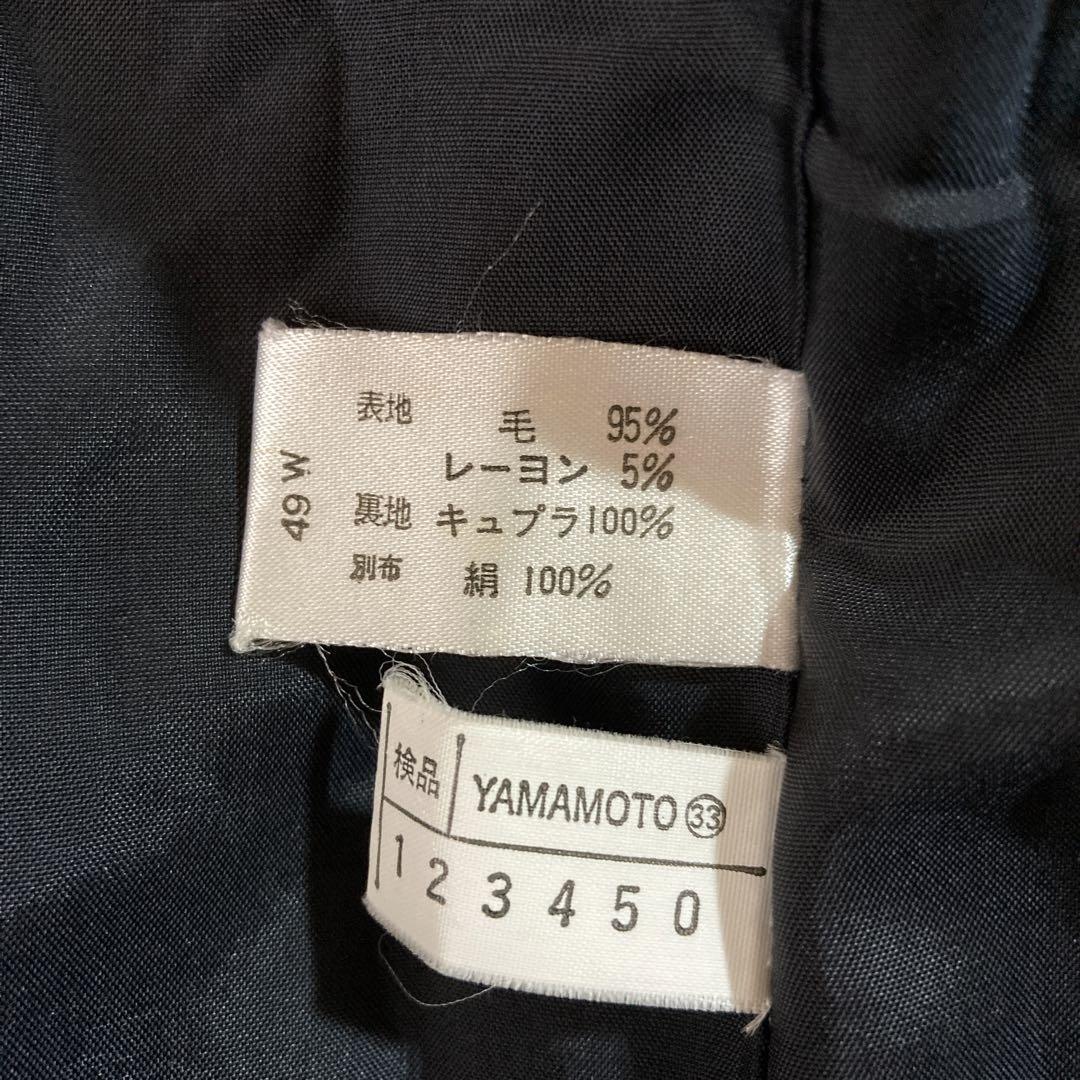 表地 毛 95%
レーヨン 5%
裏地 キュプラ100%
別布 絹 100%
49 W
検品 YAMAMOTO ㉝
1 2 3 4 5 0